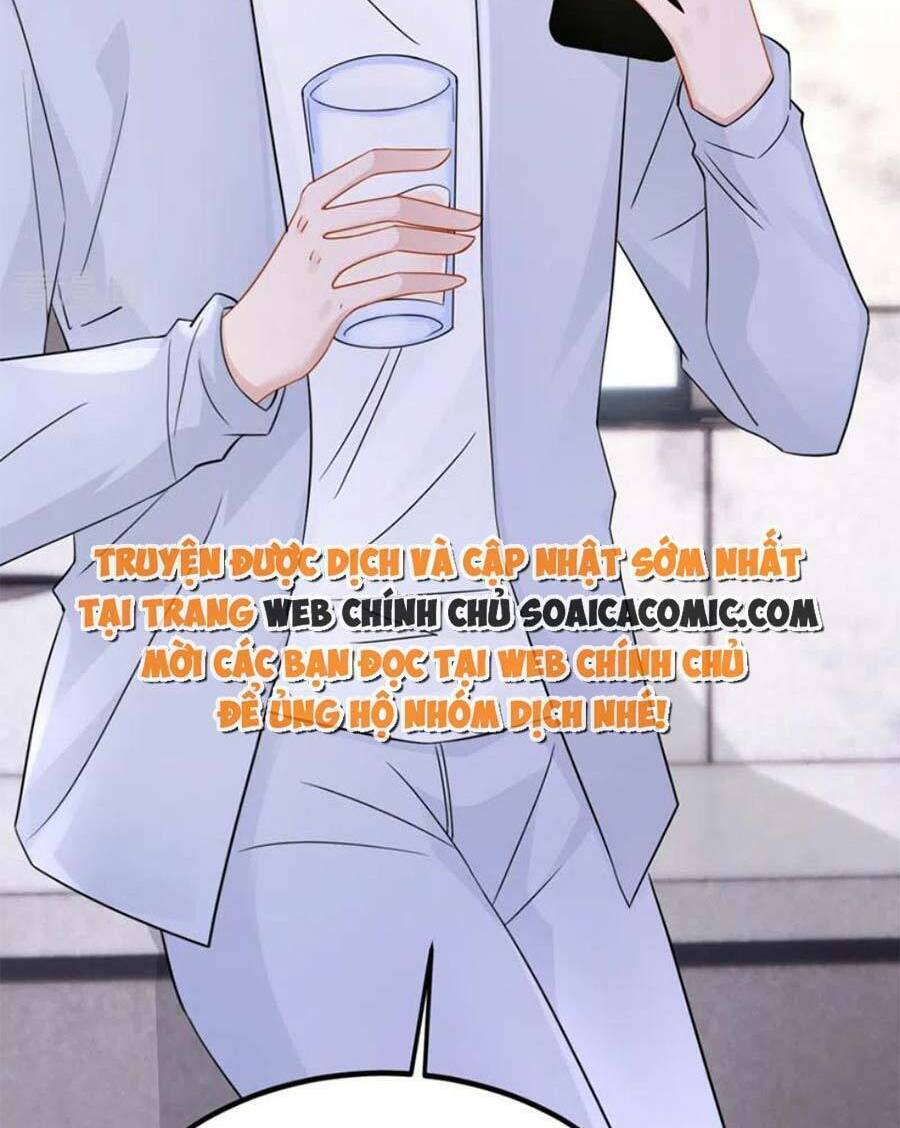 TRUYỆN ĐƯỢC DỊCH VÀ CẬP NHẬT SỚM NHẤT
TẠI TRANG WEB CHÍNH CHỦ SOAICACOMIC.COM
MỜI CÁC BẠN ĐỌC TẠI WEB CHÍNH CHỦ
ĐỂ ỦNG HỘ NHÓM DỊCH NHÉ!